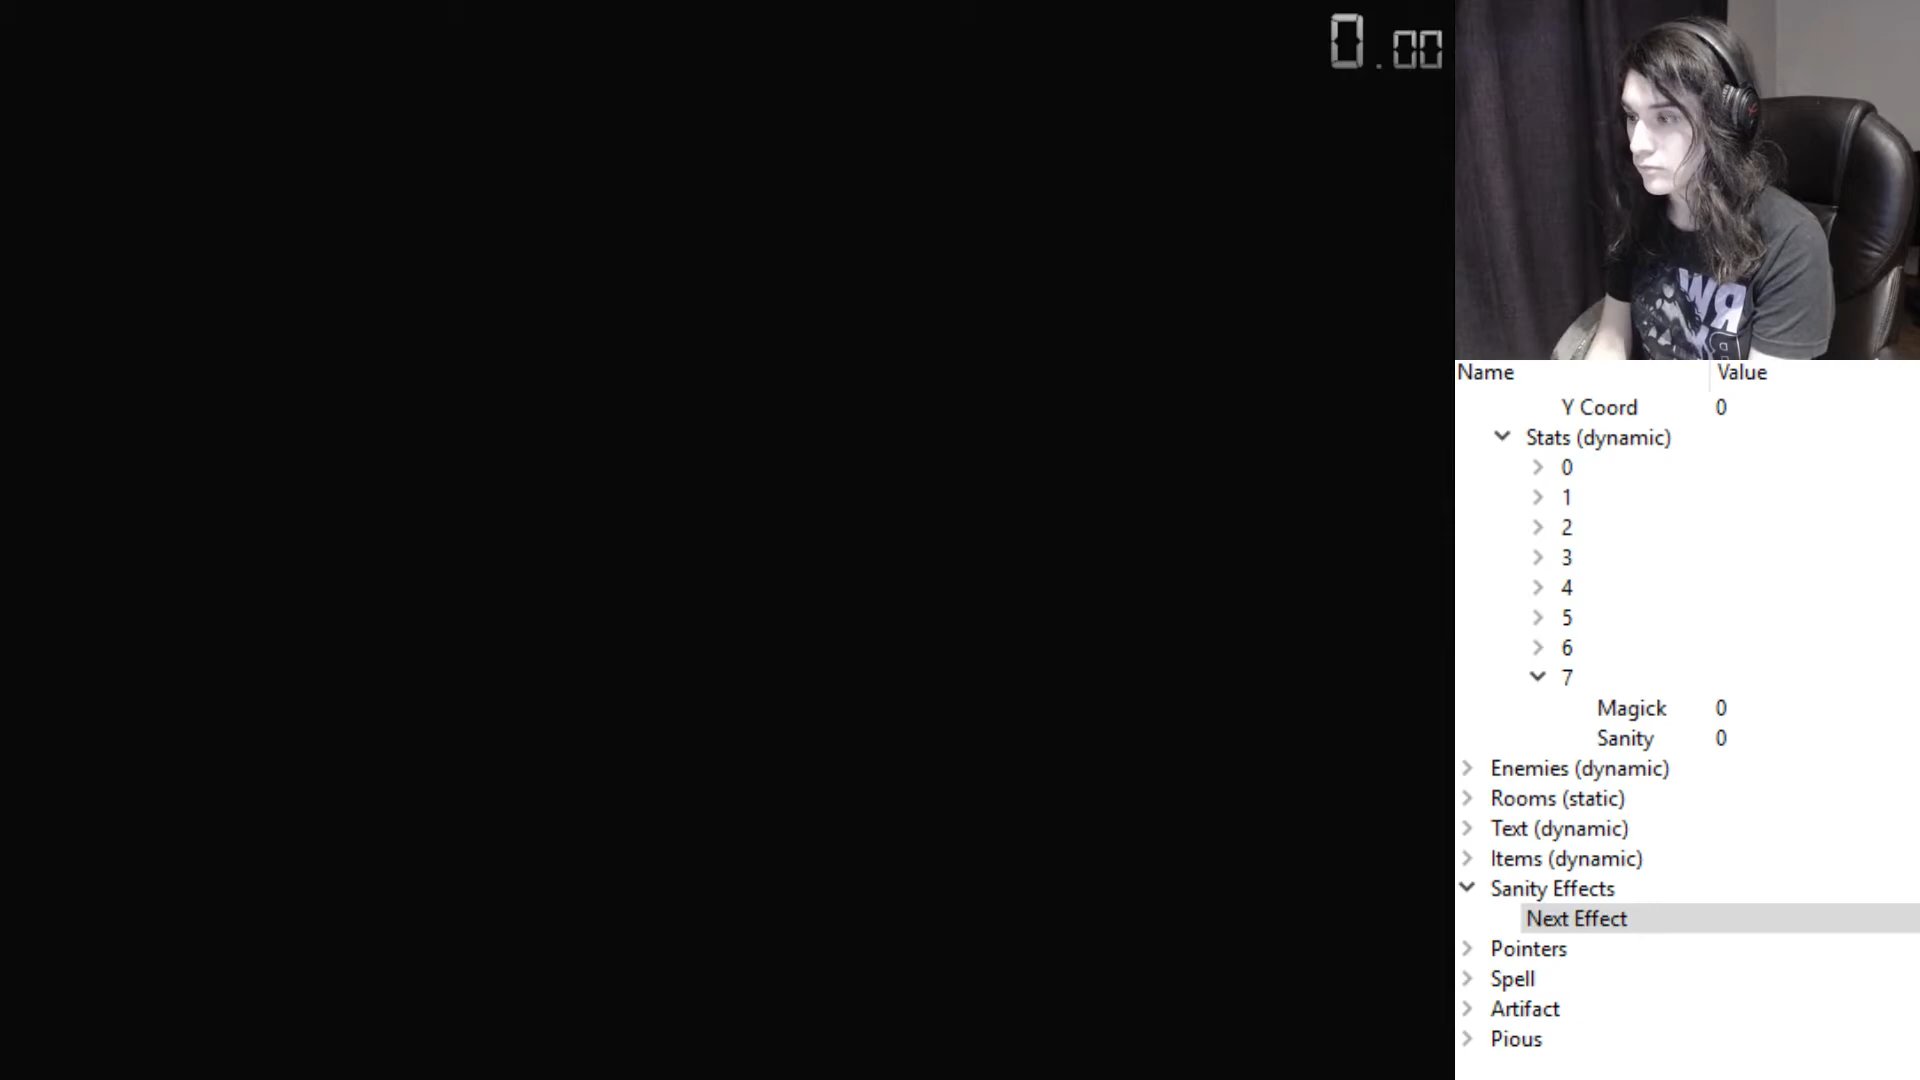 0.00
Name Value
Y Coord 0
Stats (dynamic)
0
1
2
3
4
5
6
7
Magick 0
Sanity 0
Enemies (dynamic)
Rooms (static)
Text (dynamic)
Items (dynamic)
Sanity Effects
Next Effect
Pointers
Spell
Artifact
Pious